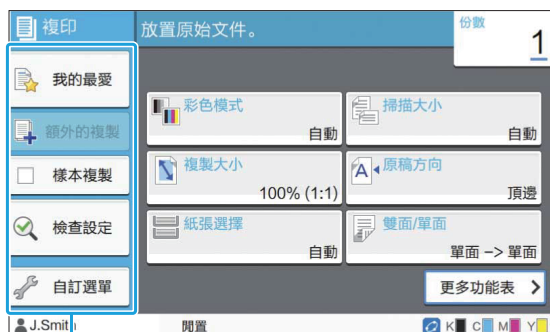 複印
放置原始文件。
份數
1
我的最愛
額外的複製
樣本複製
檢查設定
自訂選單
彩色模式
自動
掃描大小
自動
複製大小
100% (1:1)
原稿方向
頂邊
紙張選擇
自動
雙面/單面
單面 -> 單面
更多功能表
J.Smith
閒置
K C M Y